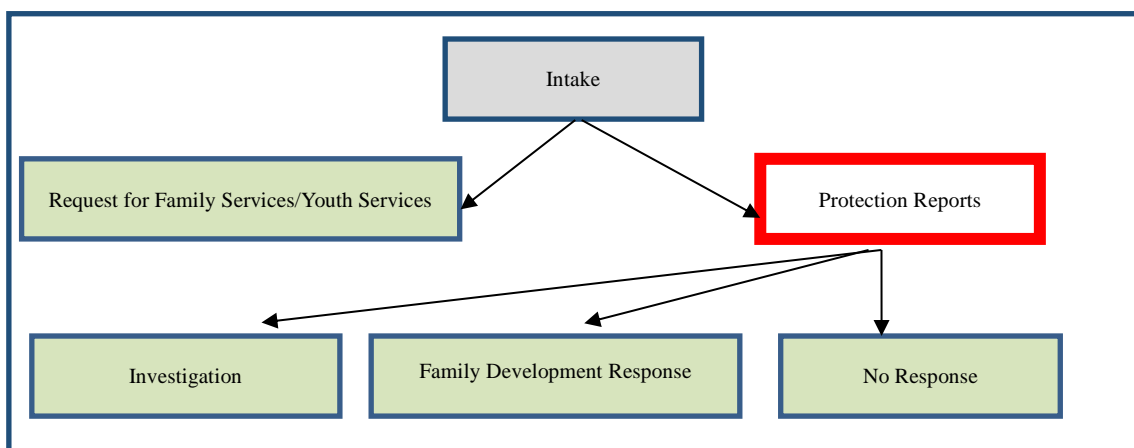 Intake
Request for Family Services/Youth Services
Protection Reports
Investigation
Family Development Response
No Response